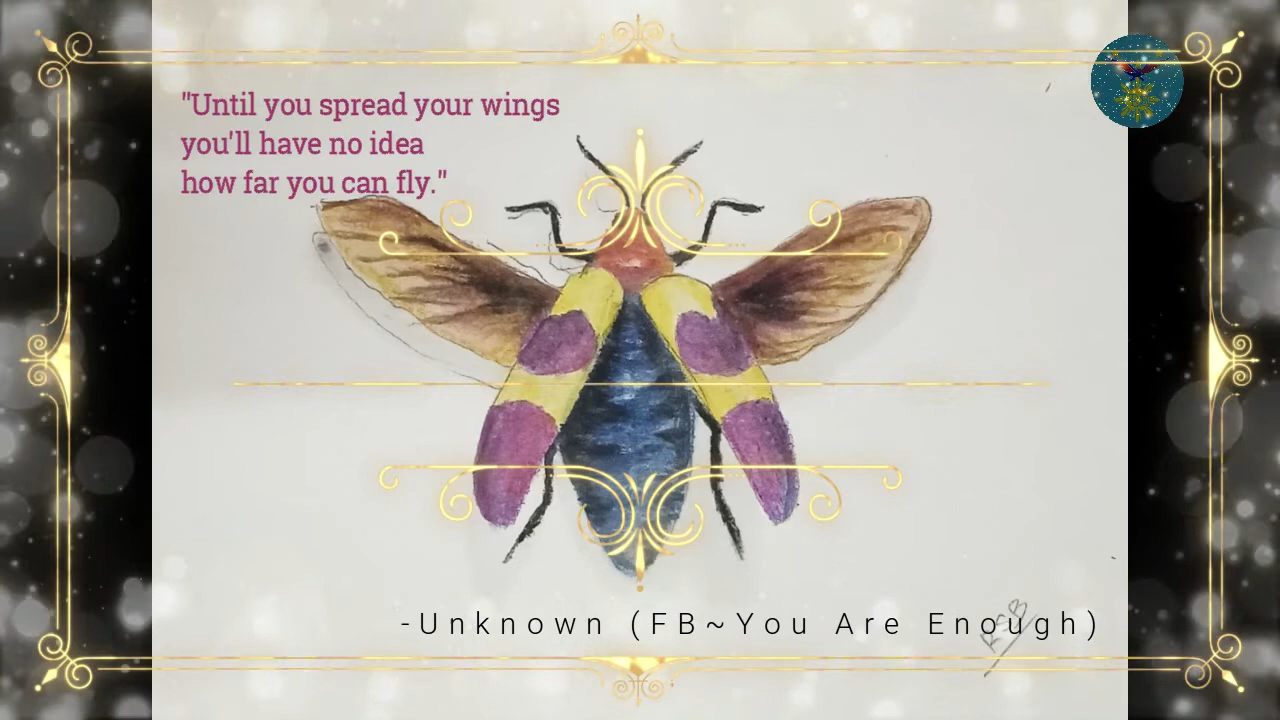 "Until you spread your wings
you'll have no idea
how far you can fly."
-Unknown (FB~You Are Enough)
RSB